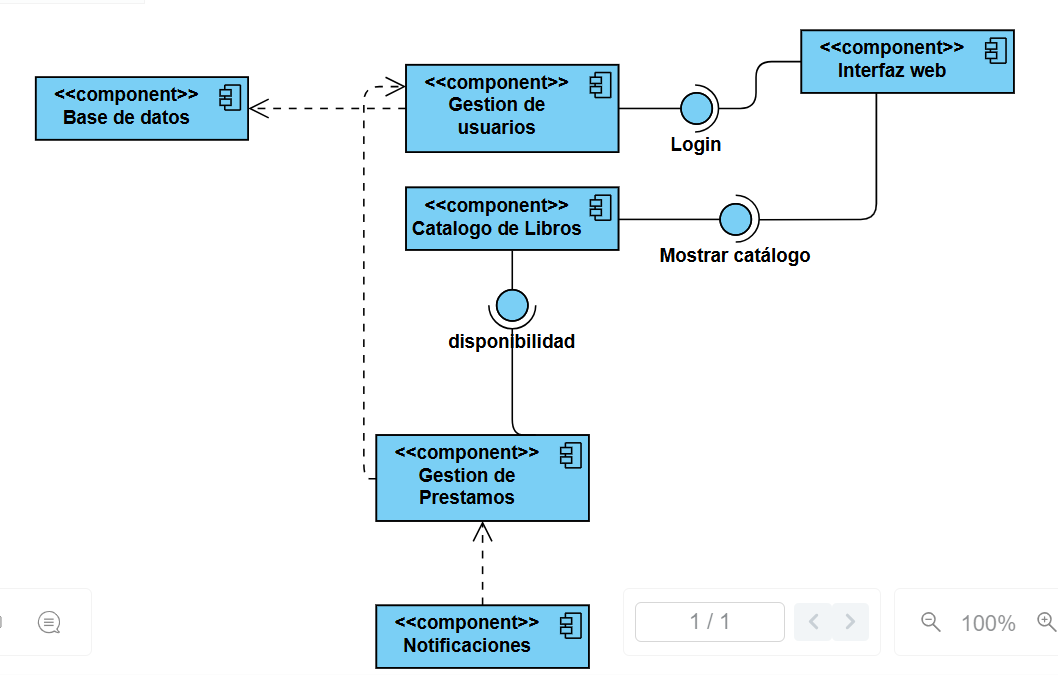 <<component>>
Interfaz web
<<component>>
Gestion de
usuarios
<<component>>
Base de datos
Login
<<component>>
Catalogo de Libros
Mostrar catálogo
disponibilidad
<<component>>
Gestion de
Prestamos
<<component>>
Notificaciones
1 / 1
100%